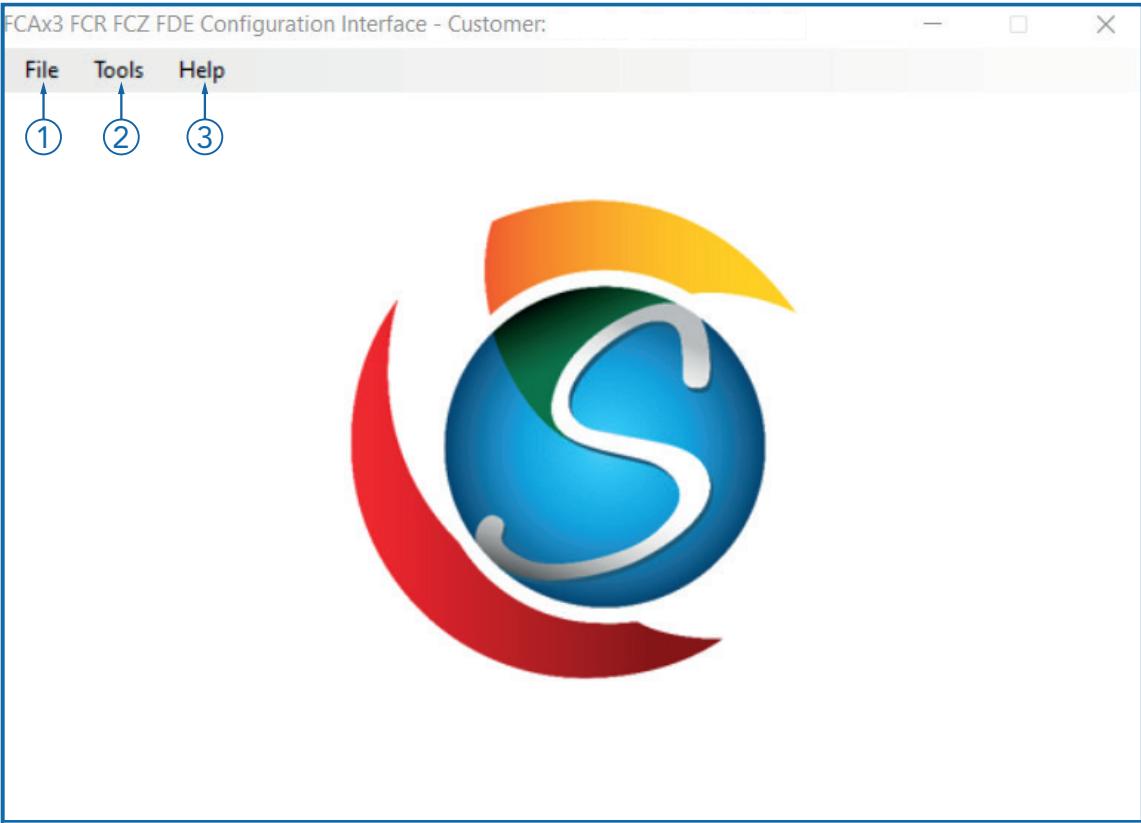 FCAx3 FCR FCZ FDE Configuration Interface - Customer:
File Tools Help
1 2 3
S